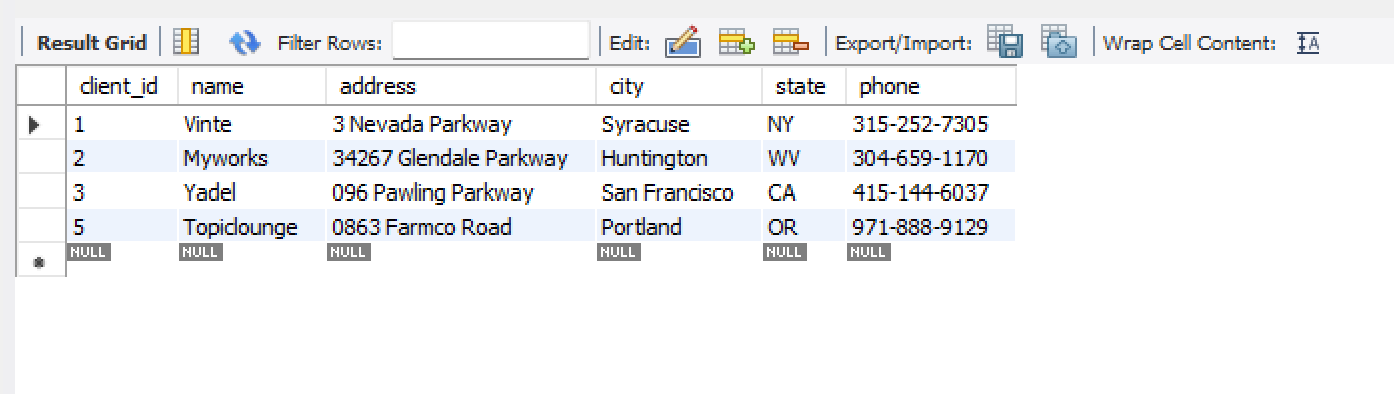 Result Grid Filter Rows: Edit: Export/Import: Wrap Cell Content: A
client_id name address city state phone
1 Vinte 3 Nevada Parkway Syracuse NY 315-252-7305
2 Myworks 34267 Glendale Parkway Huntington WV 304-659-1170
3 Yadel 096 Pawling Parkway San Francisco CA 415-144-6037
5 Topiclounge 0863 Farmco Road Portland OR 971-888-9129
NULL NULL NULL NULL NULL NULL